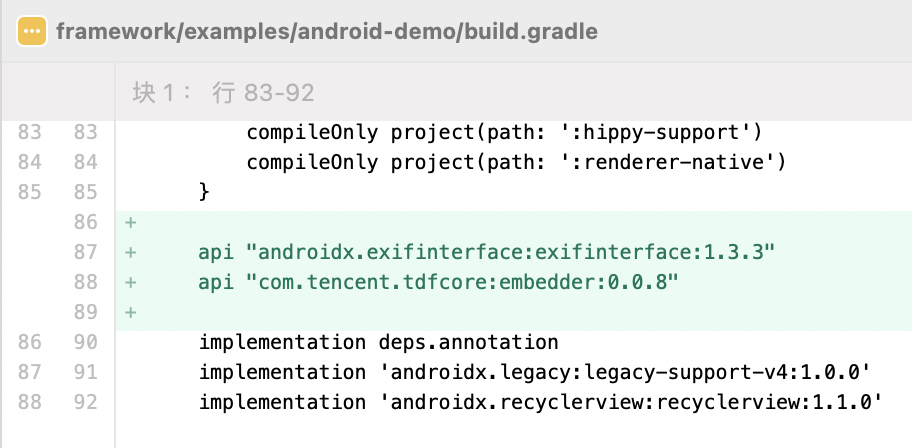 framework/examples/android-demo/build.gradle
块 1： 行 83-92
83 83 compileOnly project(path: ':hippy-support')
84 84 compileOnly project(path: ':renderer-native')
85 85 }
86 +
87 + api "androidx.exifinterface:exifinterface:1.3.3"
88 + api "com.tencent.tdfcore:embedder:0.0.8"
89 +
86 90 implementation deps.annotation
87 91 implementation 'androidx.legacy:legacy-support-v4:1.0.0'
88 92 implementation 'androidx.recyclerview:recyclerview:1.1.0'